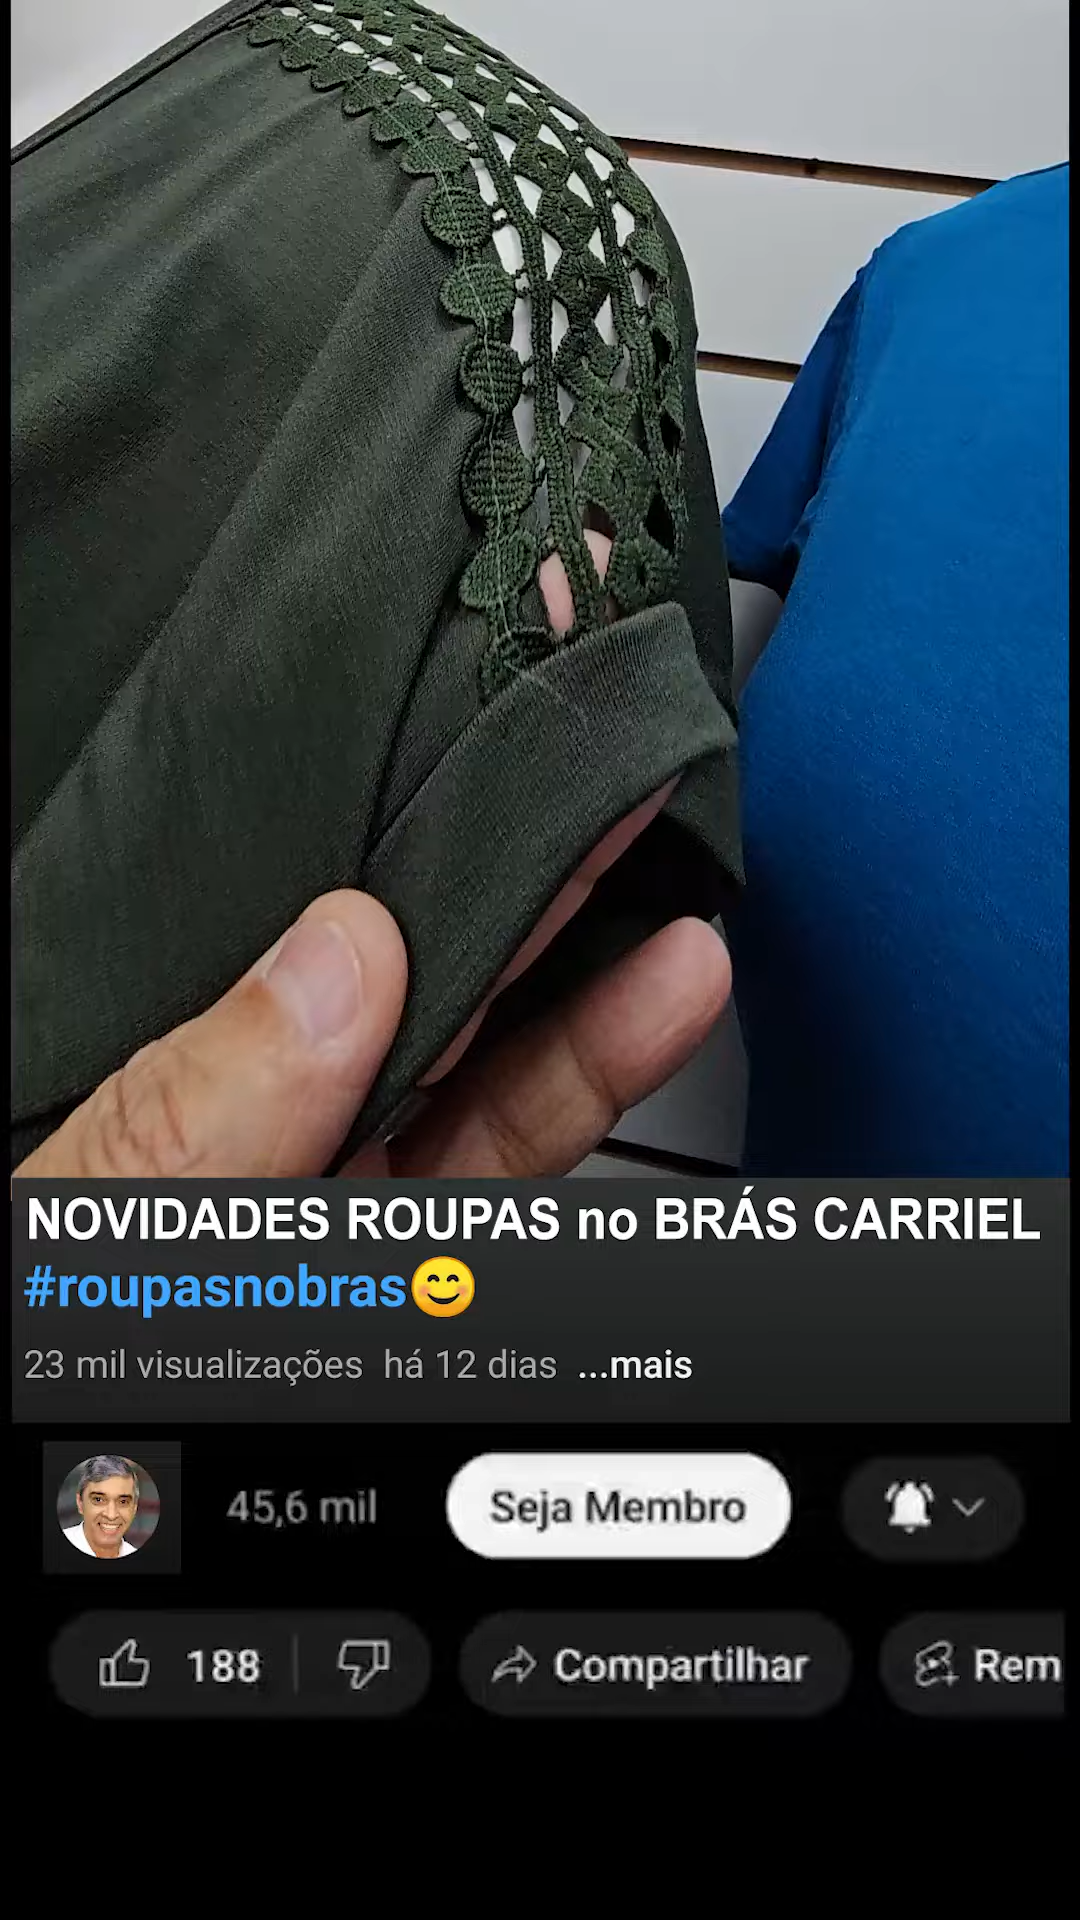 NOVIDADES ROUPAS no BRÁS CARRIEL
#roupasnobras😊
23 mil visualizações há 12 dias ...mais
45,6 mil Seja Membro
188 Compartilhar Rem